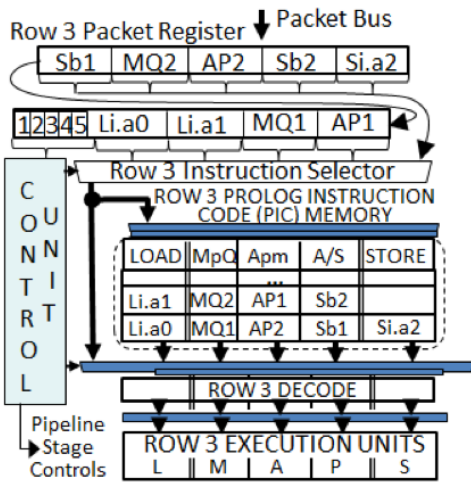 Row 3 Packet Register
Packet Bus
Sb1 MQ2 AP2 Sb2 Si.a2
1 2 3 4 5 Li.a0 Li.a1 MQ1 AP1
Row 3 Instruction Selector
CONTROL UNIT
ROW 3 PROLOG INSTRUCTION
CODE (PIC) MEMORY
LOAD MpQ Apm A/S STORE
...
Li.a1 MQ2 AP1 Sb2
Li.a0 MQ1 AP2 Sb1 Si.a2
ROW 3 DECODE
Pipeline
Stage
Controls
ROW 3 EXECUTION UNITS
L M A P S